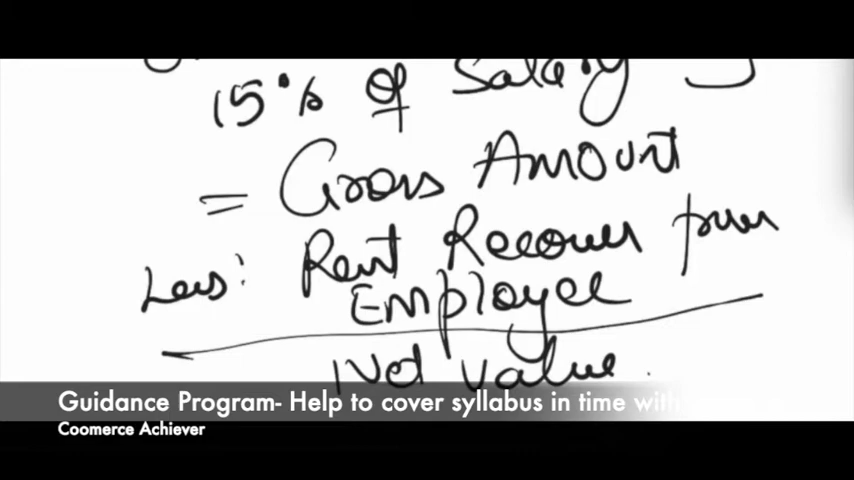 15% of Salary
= Gross Amount
Less: Rent Recover from
Employee
Net Value
Guidance Program- Help to cover syllabus in time with
Coomerce Achiever